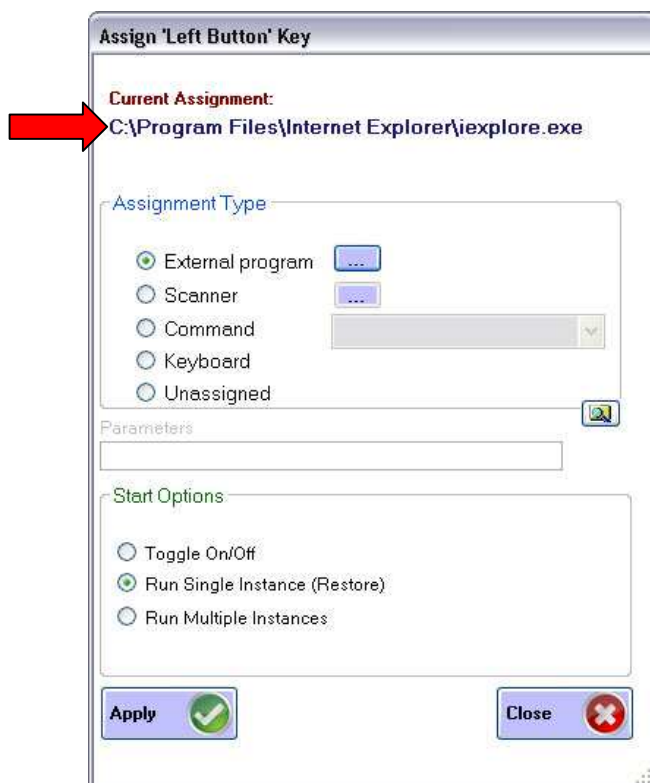 Assign 'Left Button' Key
Current Assignment:
C:\Program Files\Internet Explorer\iexplore.exe
Assignment Type
External program ...
Scanner ...
Command
Keyboard
Unassigned
Parameters
Start Options
Toggle On/Off
Run Single Instance (Restore)
Run Multiple Instances
Apply Close